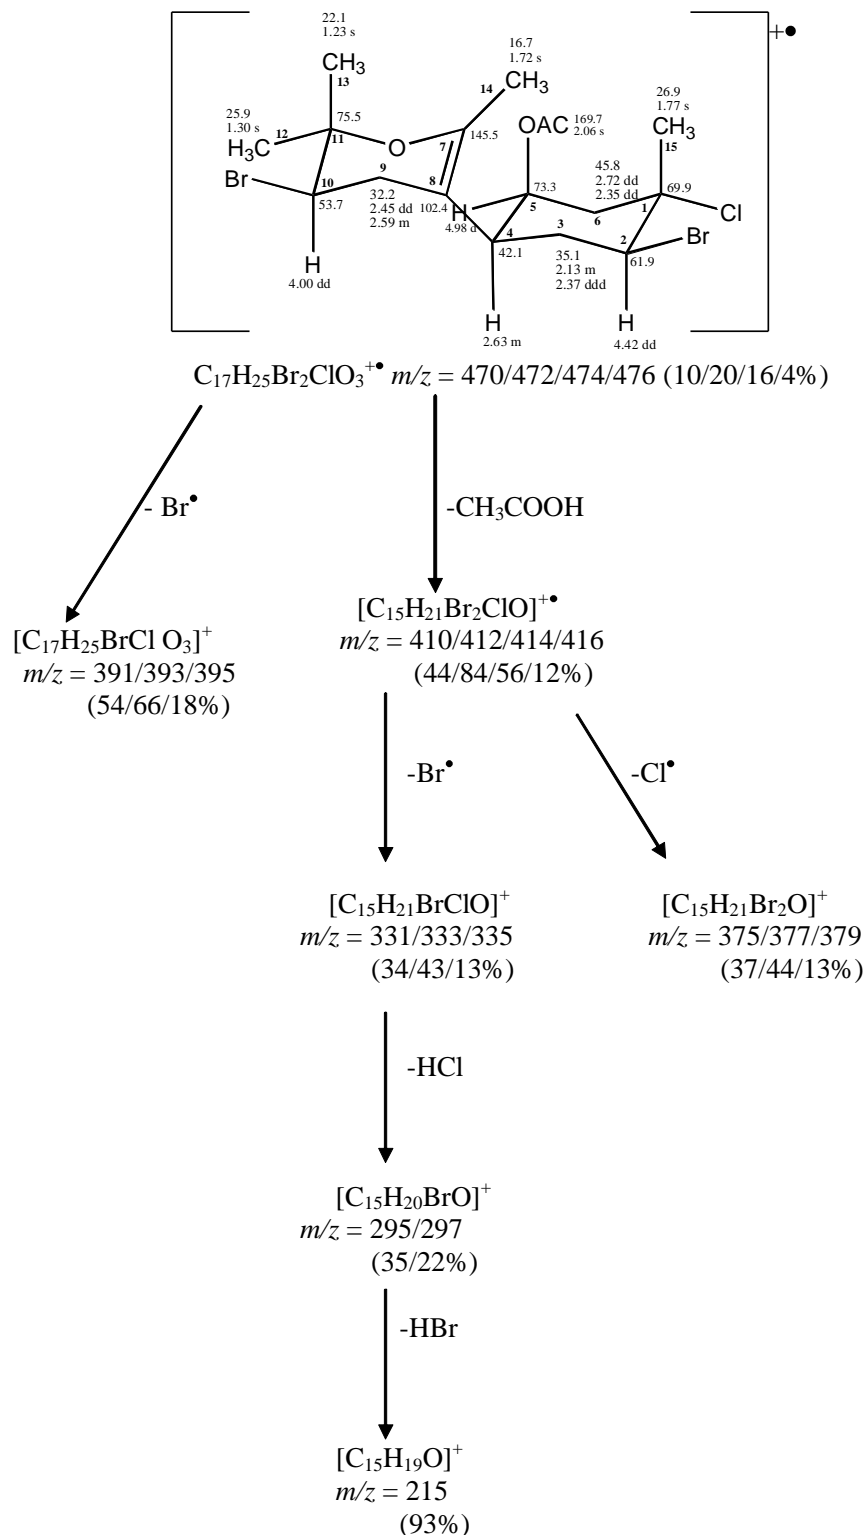 22.1
1.23 s
CH₃
13
16.7
1.72 s
14
CH₃
+●
25.9
1.30 s
12
H₃C
75.5
11
O
7
145.5
OAC
169.7
2.06 s
26.9
1.77 s
CH₃
15
Br
10
53.7
9
32.2
2.45 dd
2.59 m
8
102.4
H
4.98 d
73.3
5
45.8
2.72 dd
2.35 dd
6
1
69.9
Cl
H
4.00 dd
4
42.1
3
35.1
2.13 m
2.37 ddd
2
61.9
Br
H
2.63 m
H
4.42 dd
C₁₇H₂₅Br₂ClO₃⁺● m/z = 470/472/474/476 (10/20/16/4%)
- Br●
-CH₃COOH
[C₁₇H₂₅BrCl O₃]⁺
m/z = 391/393/395
(54/66/18%)
[C₁₅H₂₁Br₂ClO]⁺●
m/z = 410/412/414/416
(44/84/56/12%)
-Br●
-Cl●
[C₁₅H₂₁BrClO]⁺
m/z = 331/333/335
(34/43/13%)
[C₁₅H₂₁Br₂O]⁺
m/z = 375/377/379
(37/44/13%)
-HCl
[C₁₅H₂₀BrO]⁺
m/z = 295/297
(35/22%)
-HBr
[C₁₅H₁₉O]⁺
m/z = 215
(93%)